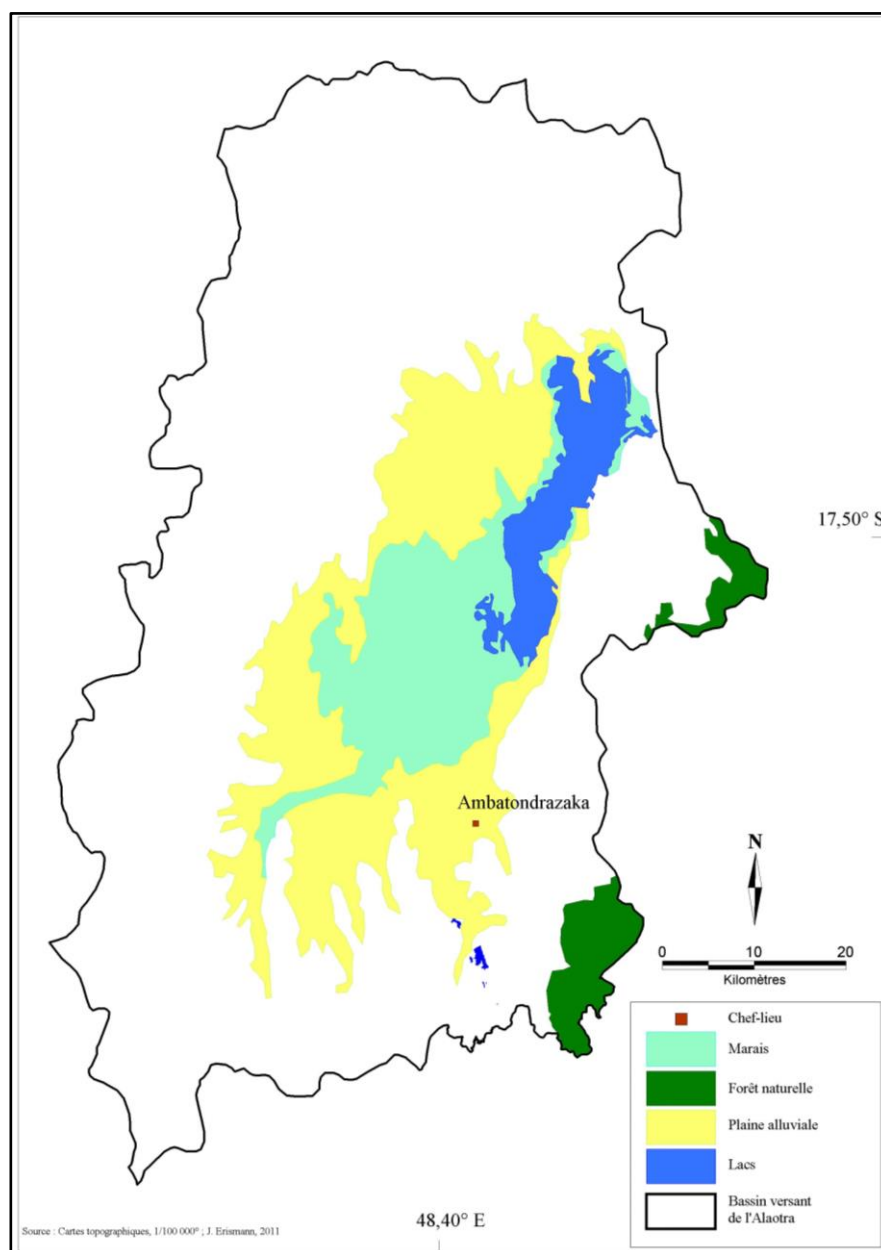 17,50° S
Ambatondrazaka
N
0 10 20
Kilomètres
Chef-lieu
Marais
Forêt naturelle
Plaine alluviale
Lacs
Bassin versant
de l'Alaotra
Source : Cartes topographiques, 1/100 000° ; J. Erismann, 2011
48,40° E